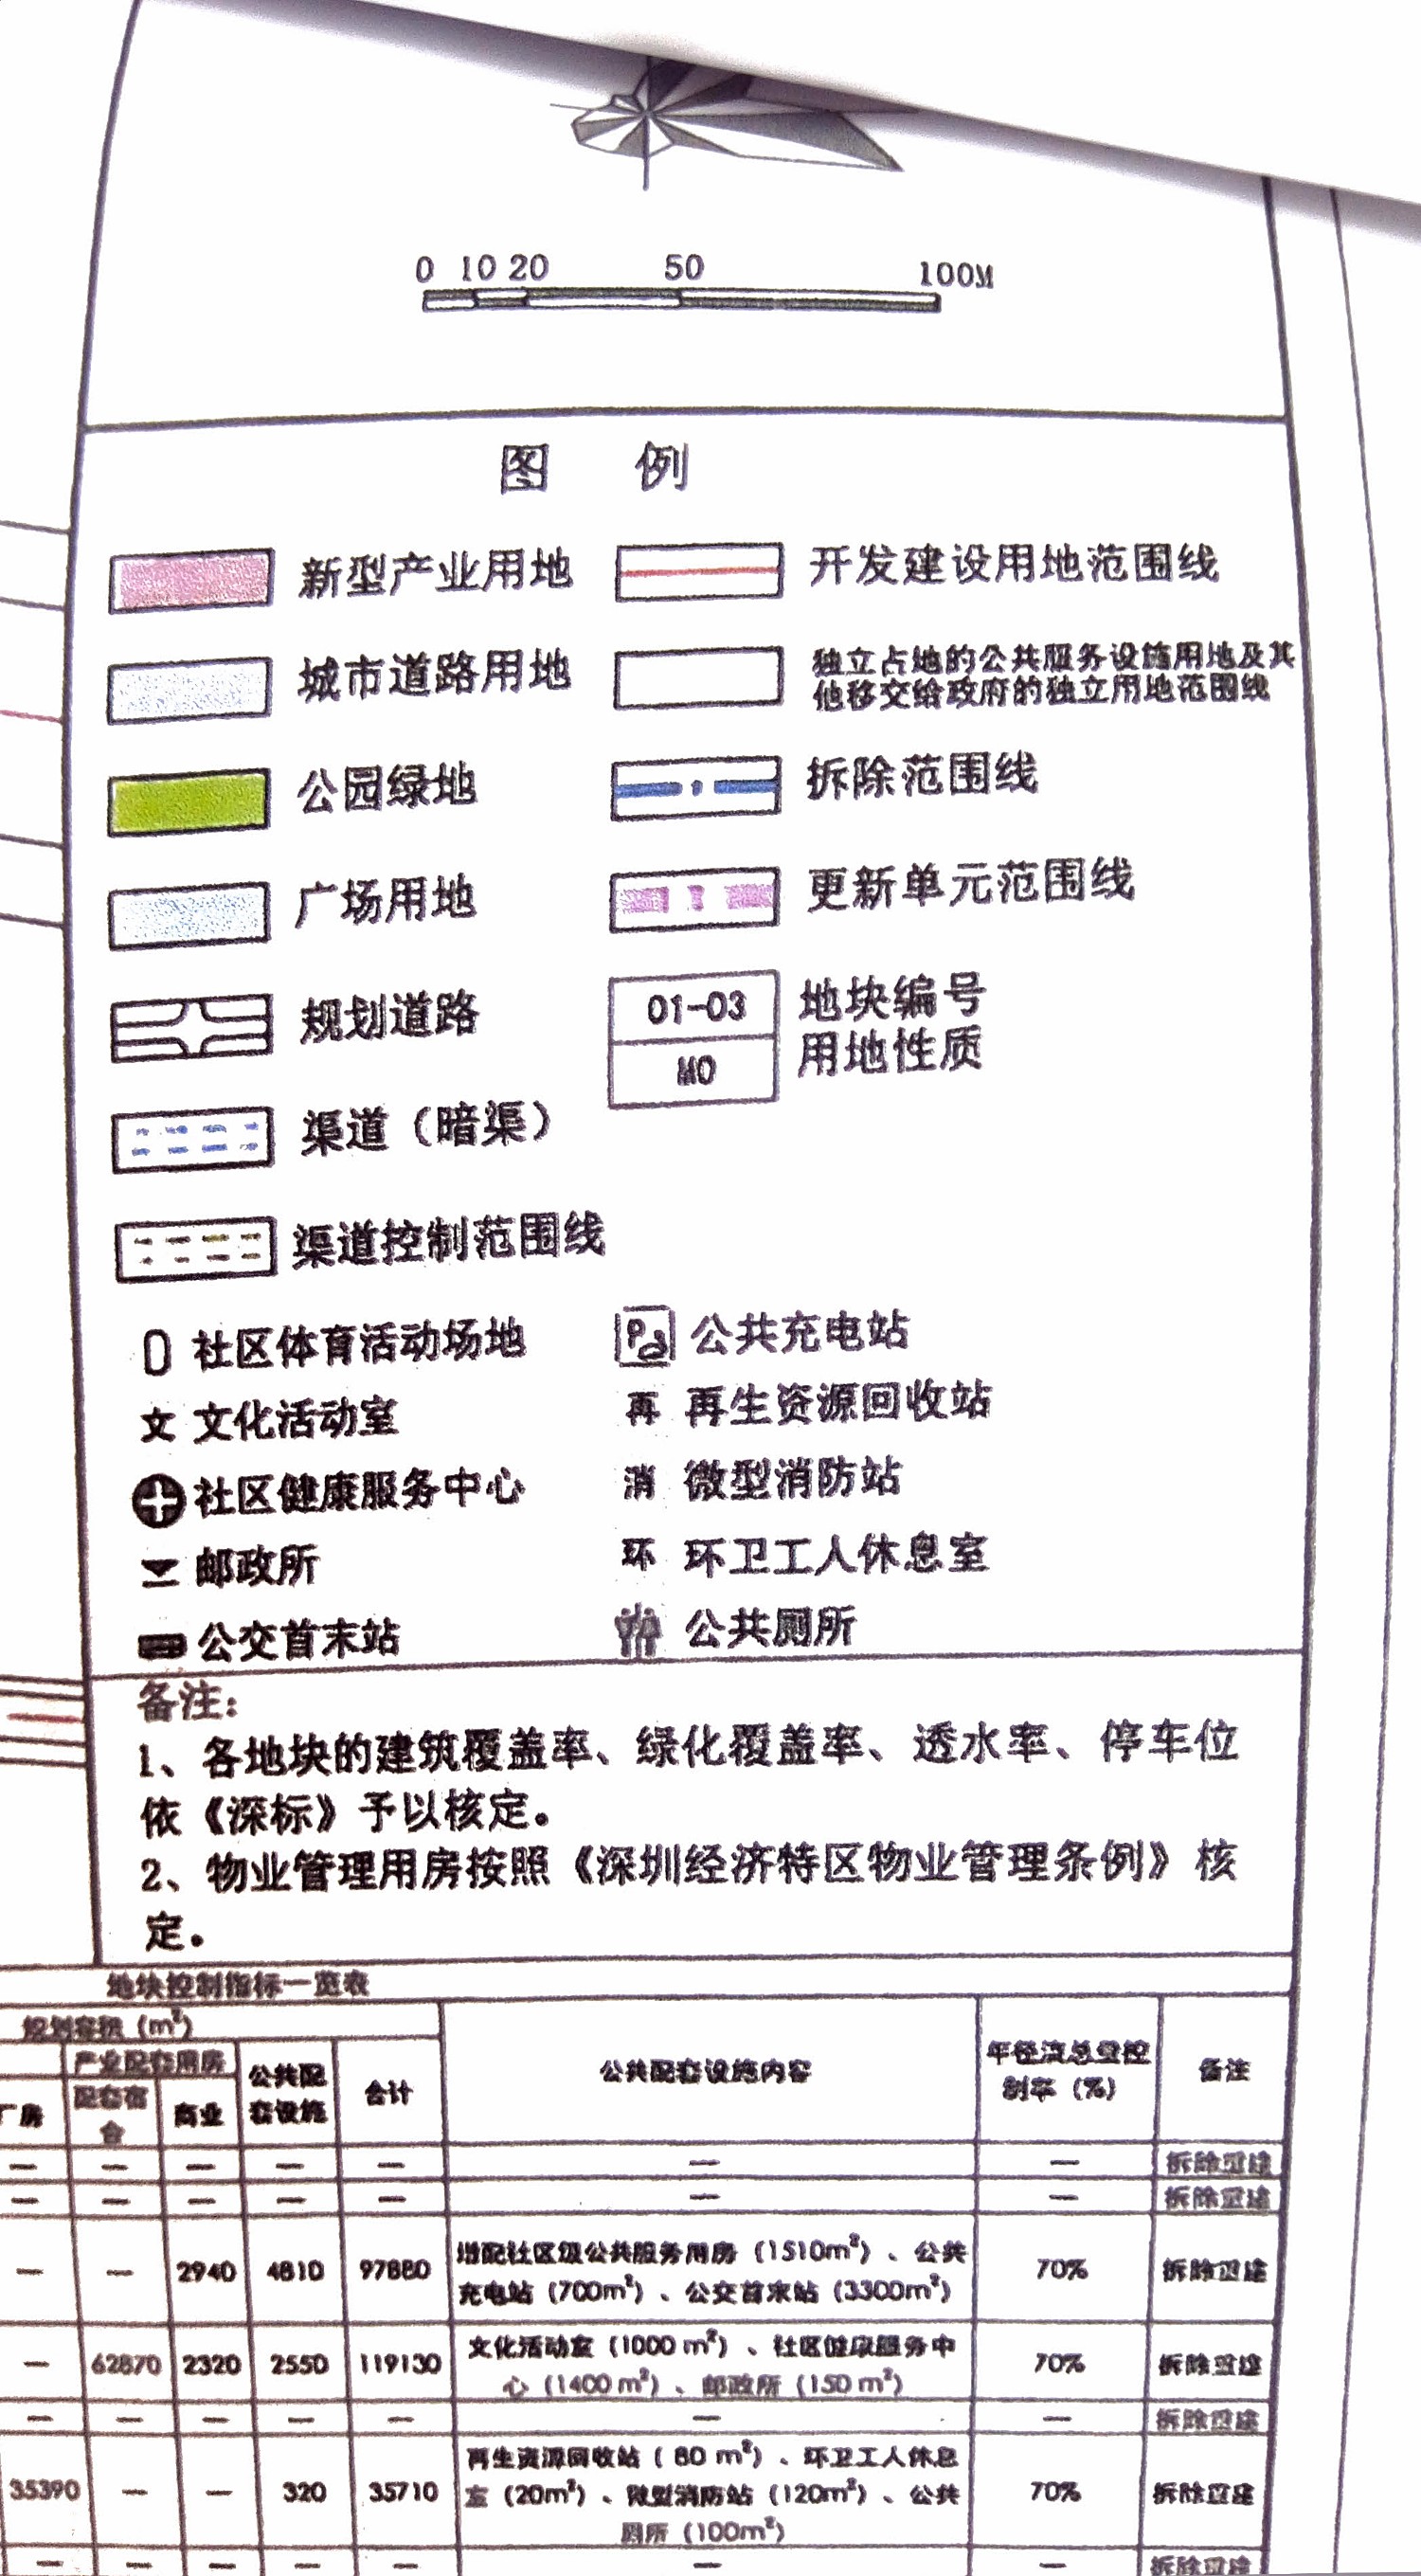 0 10 20 50 100M
图 例
新型产业用地 开发建设用地范围线
城市道路用地 独立占地的公共服务设施用地及其
他移交给政府的独立用地范围线
公园绿地 拆除范围线
广场用地 更新单元范围线
规划道路 01-03 地块编号
M0 用地性质
渠道（暗渠）
渠道控制范围线
社区体育活动场地 P 公共充电站
文 文化活动室 再 再生资源回收站
社区健康服务中心 消 微型消防站
邮政所 环 环卫工人休息室
公交首末站 公共厕所
备注：
1、各地块的建筑覆盖率、绿化覆盖率、透水率、停车位
依《深标》予以核定。
2、物业管理用房按照《深圳经济特区物业管理条例》核
定。
地块控制指标一览表
规划容积（m²）
产业配套用房 公共配 合计 公共配套设施内容 年径流总量控 备注
厂房 配套宿 商业 套设施 制率（%）
舍
— — — — — — — 拆除重建
— — — — — — — 拆除重建
— — 2940 4810 97880 增配社区级公共服务用房（1510m²）、公共 70% 拆除重建
充电站（700m²）、公交首末站（3300m²）
— 62870 2320 2550 119130 文化活动室（1000 m²）、社区健康服务中 70% 拆除重建
心（1400 m²）、邮政所（150 m²）
— — — — — — — 拆除重建
35390 — — 320 35710 再生资源回收站（ 80 m²）、环卫工人休息 70% 拆除重建
室（20m²）、微型消防站（120m²）、公共
厕所（100m²）
— — — — — — — 拆除重建